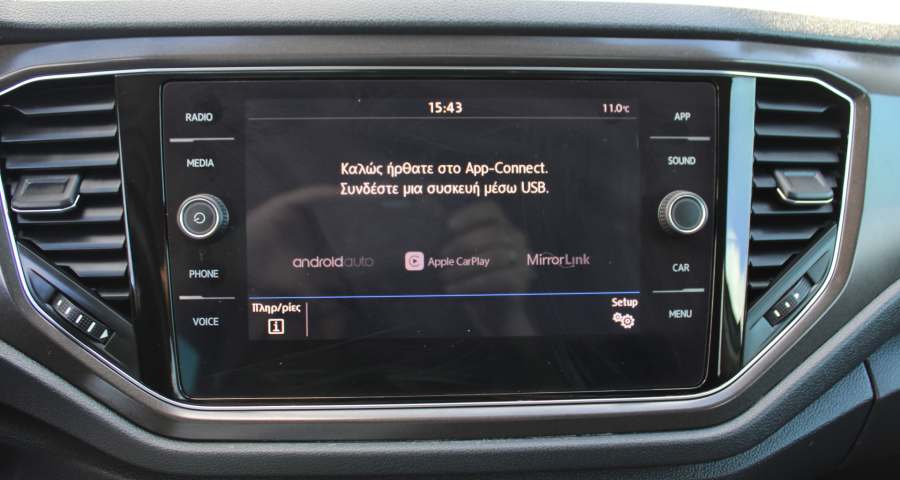 15:43
11.0°C
RADIO
MEDIA
PHONE
VOICE
Καλώς ήρθατε στο App-Connect.
Συνδέστε μια συσκευή μέσω USB.
androidauto
Apple CarPlay
MirrorLink
Πληρ/ρίες
Setup
APP
SOUND
CAR
MENU